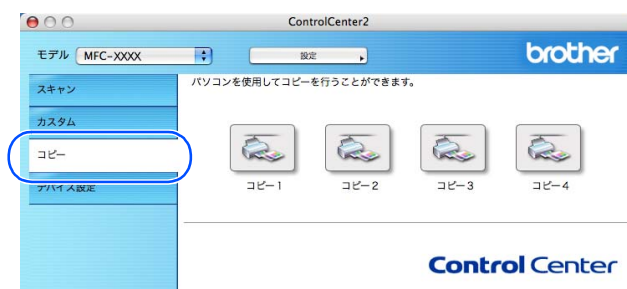 ControlCenter2
モデル MFC-XXXX 設定 brother
スキャン
パソコンを使用してコピーを行うことができます。
カスタム
コピー
コピー1 コピー2 コピー3 コピー4
デバイス設定
Control Center